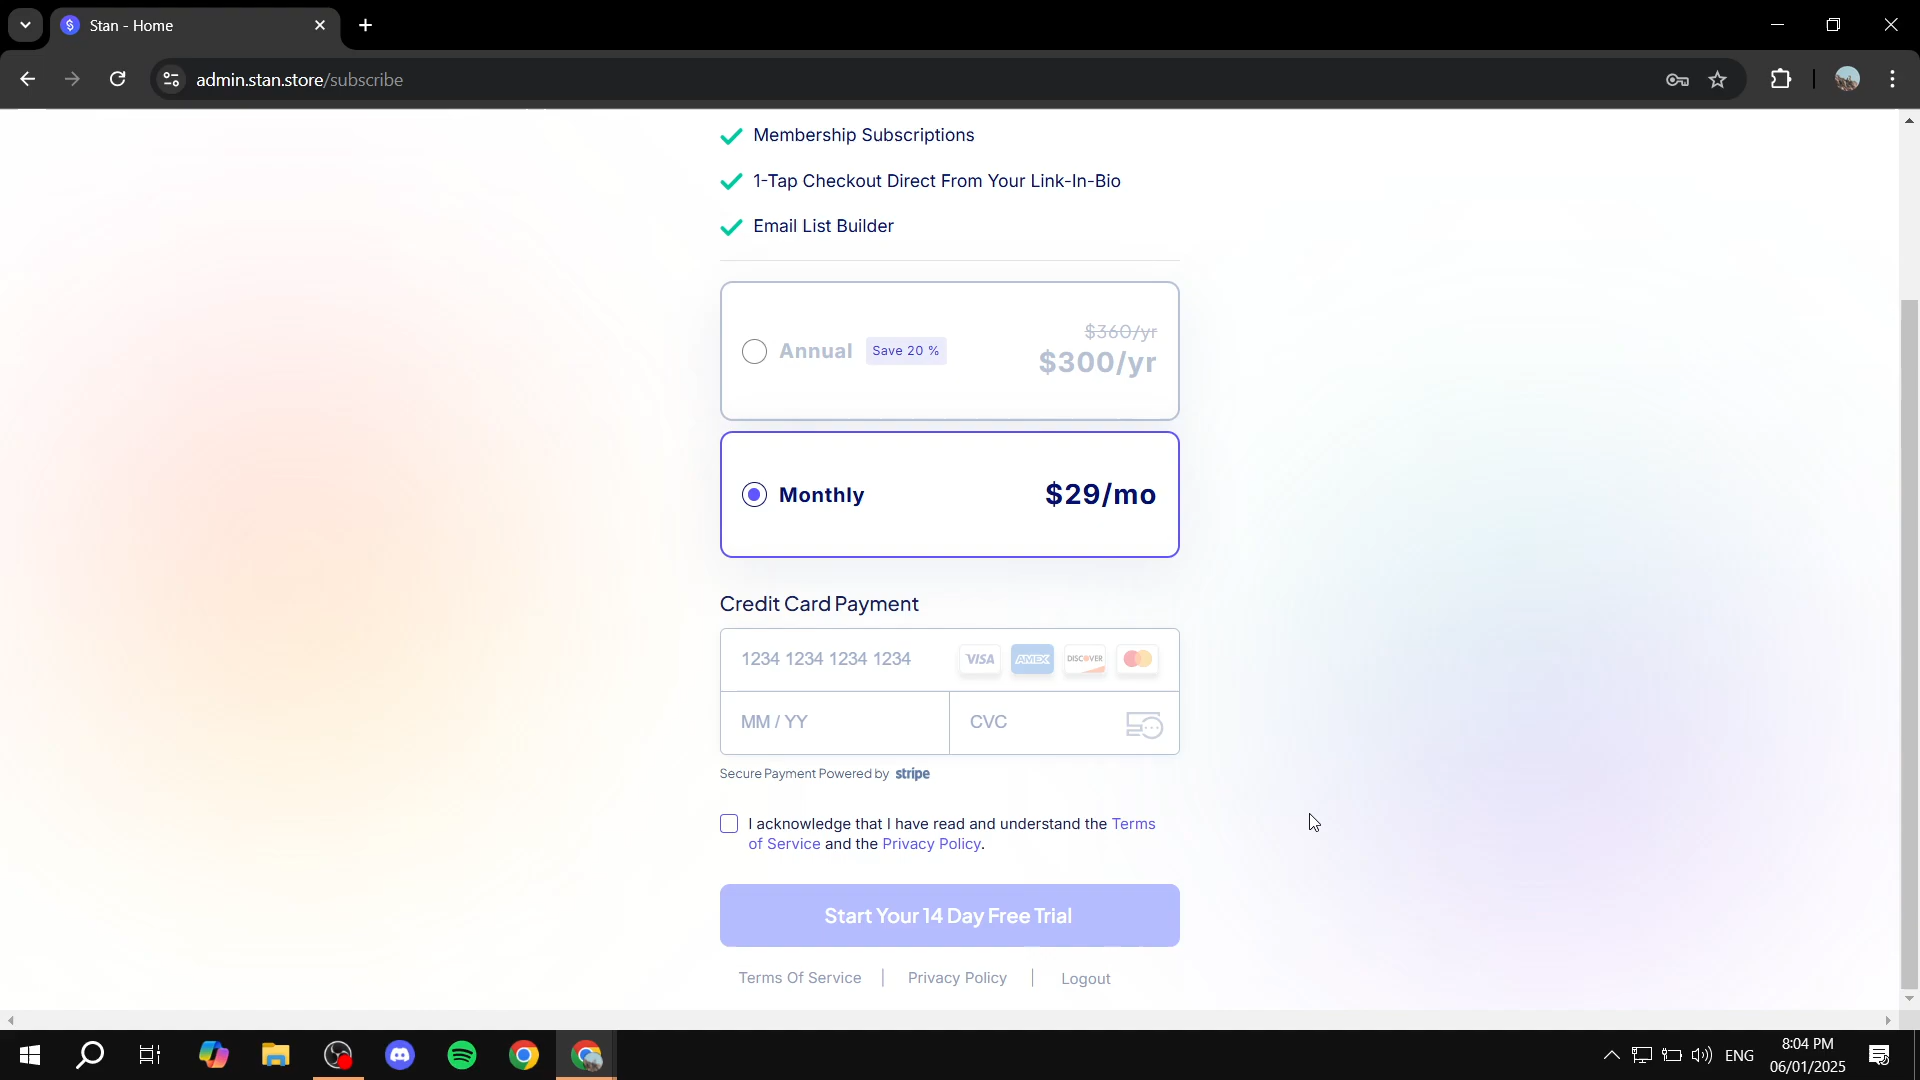 Stan - Home
admin.stan.store/subscribe
Membership Subscriptions
1-Tap Checkout Direct From Your Link-In-Bio
Email List Builder
$360/yr
Annual Save 20 % $300/yr
Monthly $29/mo
Credit Card Payment
1234 1234 1234 1234 VISA AMEX DISCOVER
MM / YY CVC
Secure Payment Powered by stripe
I acknowledge that I have read and understand the Terms
of Service and the Privacy Policy.
Start Your 14 Day Free Trial
Terms Of Service | Privacy Policy | Logout
ENG
8:04 PM
06/01/2025